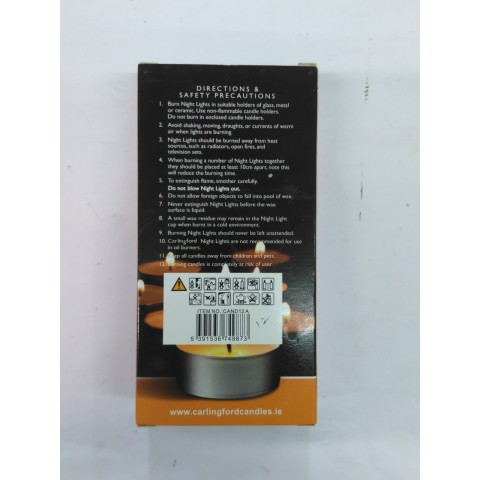 DIRECTIONS &
SAFETY PRECAUTIONS
1. Burn Night Lights in suitable holders of glass, metal
or ceramic. Use non-flammable candle holders.
Do not burn in enclosed candle holders.
2. Avoid shaking, moving, draughts, or currents of warm
air when lights are burning.
3. Night Lights should be burned away from heat
sources, such as radiators, open fires, and
television sets.
4. When burning a number of Night Lights together
they should be placed at least 10cm apart, note this
will reduce the burning time.
5. To extinguish flame, smother carefully.
Do not blow Night Lights out.
6. Do not allow foreign objects to fall into pool of wax.
7. Never extinguish Night Lights before the wax
surface is liquid.
8. A small wax residue may remain in the Night Light
cup when burnt in a cold environment.
9. Burning Night Lights should never be left unattended.
10. Carlingford Night Lights are not recommended for use
in oil burners.
11. Keep all candles away from children and pets.
12. Burning candles is completely at risk of user.
ITEM NO. CAND12A
5 391536 748873
www.carlingfordcandles.ie